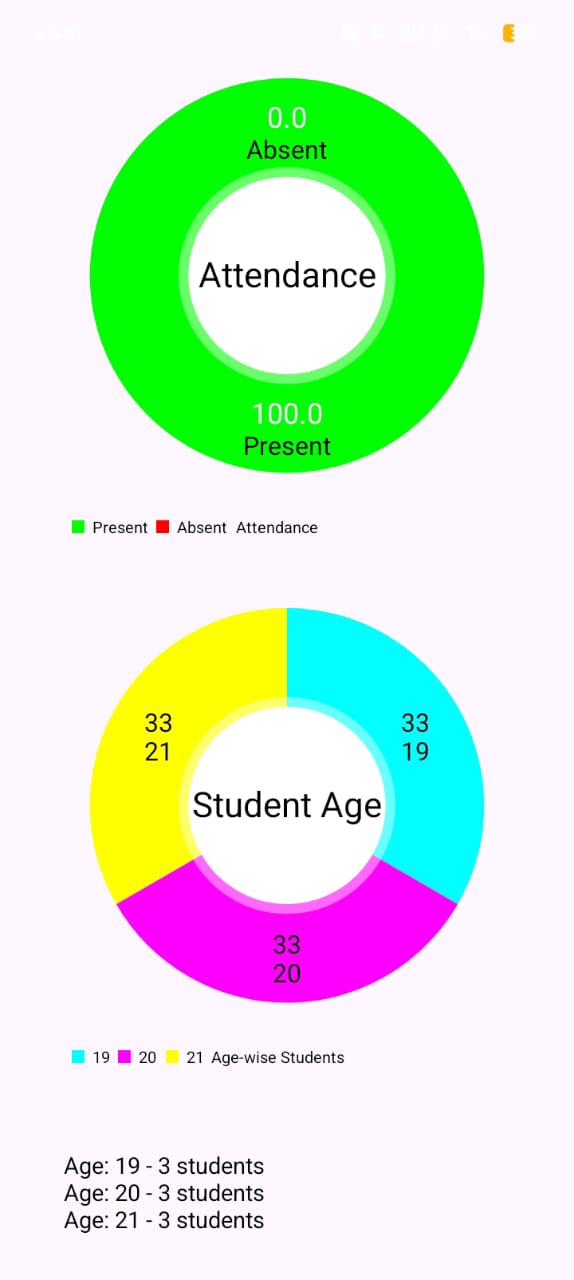 0.0
Absent
Attendance
100.0
Present
Present Absent Attendance
33
21
33
19
Student Age
33
20
19 20 21 Age-wise Students
Age: 19 - 3 students
Age: 20 - 3 students
Age: 21 - 3 students